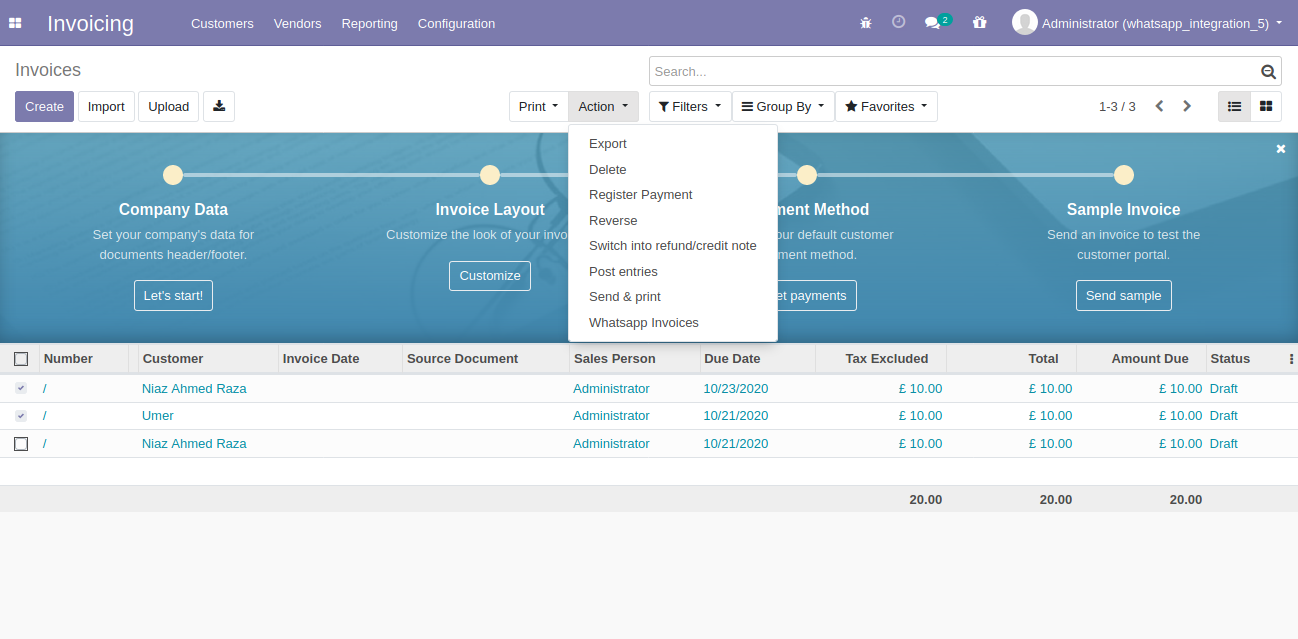 Invoicing Customers Vendors Reporting Configuration 2 Administrator (whatsapp_integration_5)
Invoices Search...
Create Import Upload Print Action Filters Group By Favorites 1-3 / 3
Export
Delete
Register Payment
Reverse
Switch into refund/credit note
Post entries
Send & print
Whatsapp Invoices
Company Data
Set your company's data for
documents header/footer.
Let's start!
Invoice Layout
Customize the look of your invo
Customize
ment Method
our default customer
ment method.
et payments
Sample Invoice
Send an invoice to test the
customer portal.
Send sample
Number Customer Invoice Date Source Document Sales Person Due Date Tax Excluded Total Amount Due Status
/ Niaz Ahmed Raza Administrator 10/23/2020 £ 10.00 £ 10.00 £ 10.00 Draft
/ Umer Administrator 10/21/2020 £ 10.00 £ 10.00 £ 10.00 Draft
/ Niaz Ahmed Raza Administrator 10/21/2020 £ 10.00 £ 10.00 £ 10.00 Draft
20.00 20.00 20.00